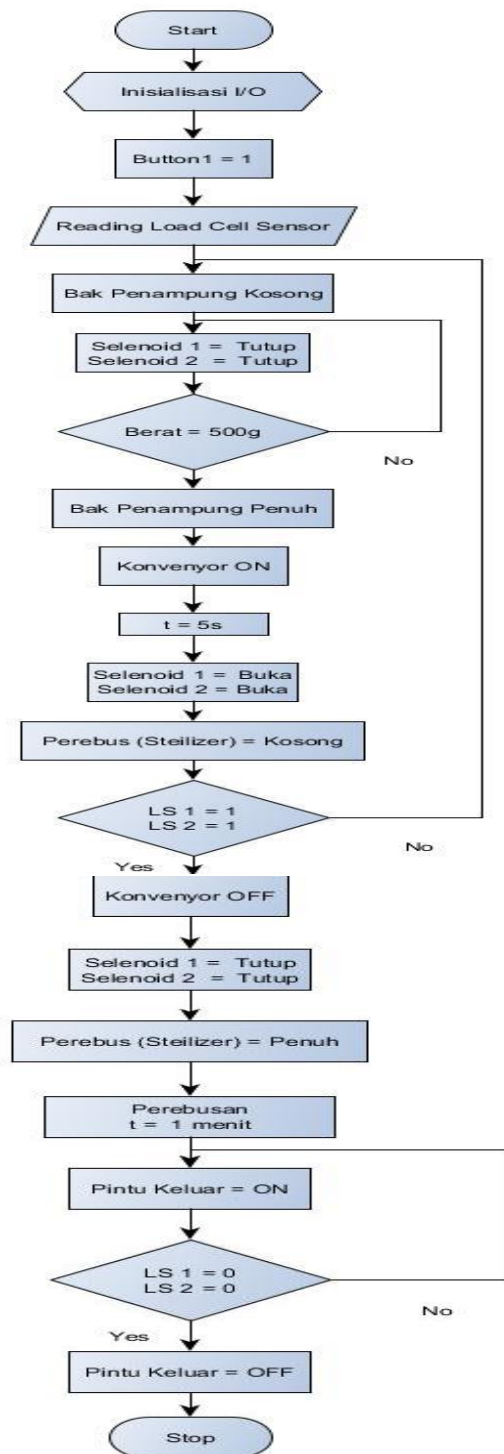 Start
Inisialisasi I/O
Button1 = 1
Reading Load Cell Sensor
Bak Penampung Kosong
Selenoid 1 = Tutup
Selenoid 2 = Tutup
Berat = 500g
No
Bak Penampung Penuh
Konvenyor ON
t = 5s
Selenoid 1 = Buka
Selenoid 2 = Buka
Perebus (Steilizer) = Kosong
LS 1 = 1
LS 2 = 1
No
Yes
Konvenyor OFF
Selenoid 1 = Tutup
Selenoid 2 = Tutup
Perebus (Steilizer) = Penuh
Perebusan
t = 1 menit
Pintu Keluar = ON
LS 1 = 0
LS 2 = 0
No
Yes
Pintu Keluar = OFF
Stop